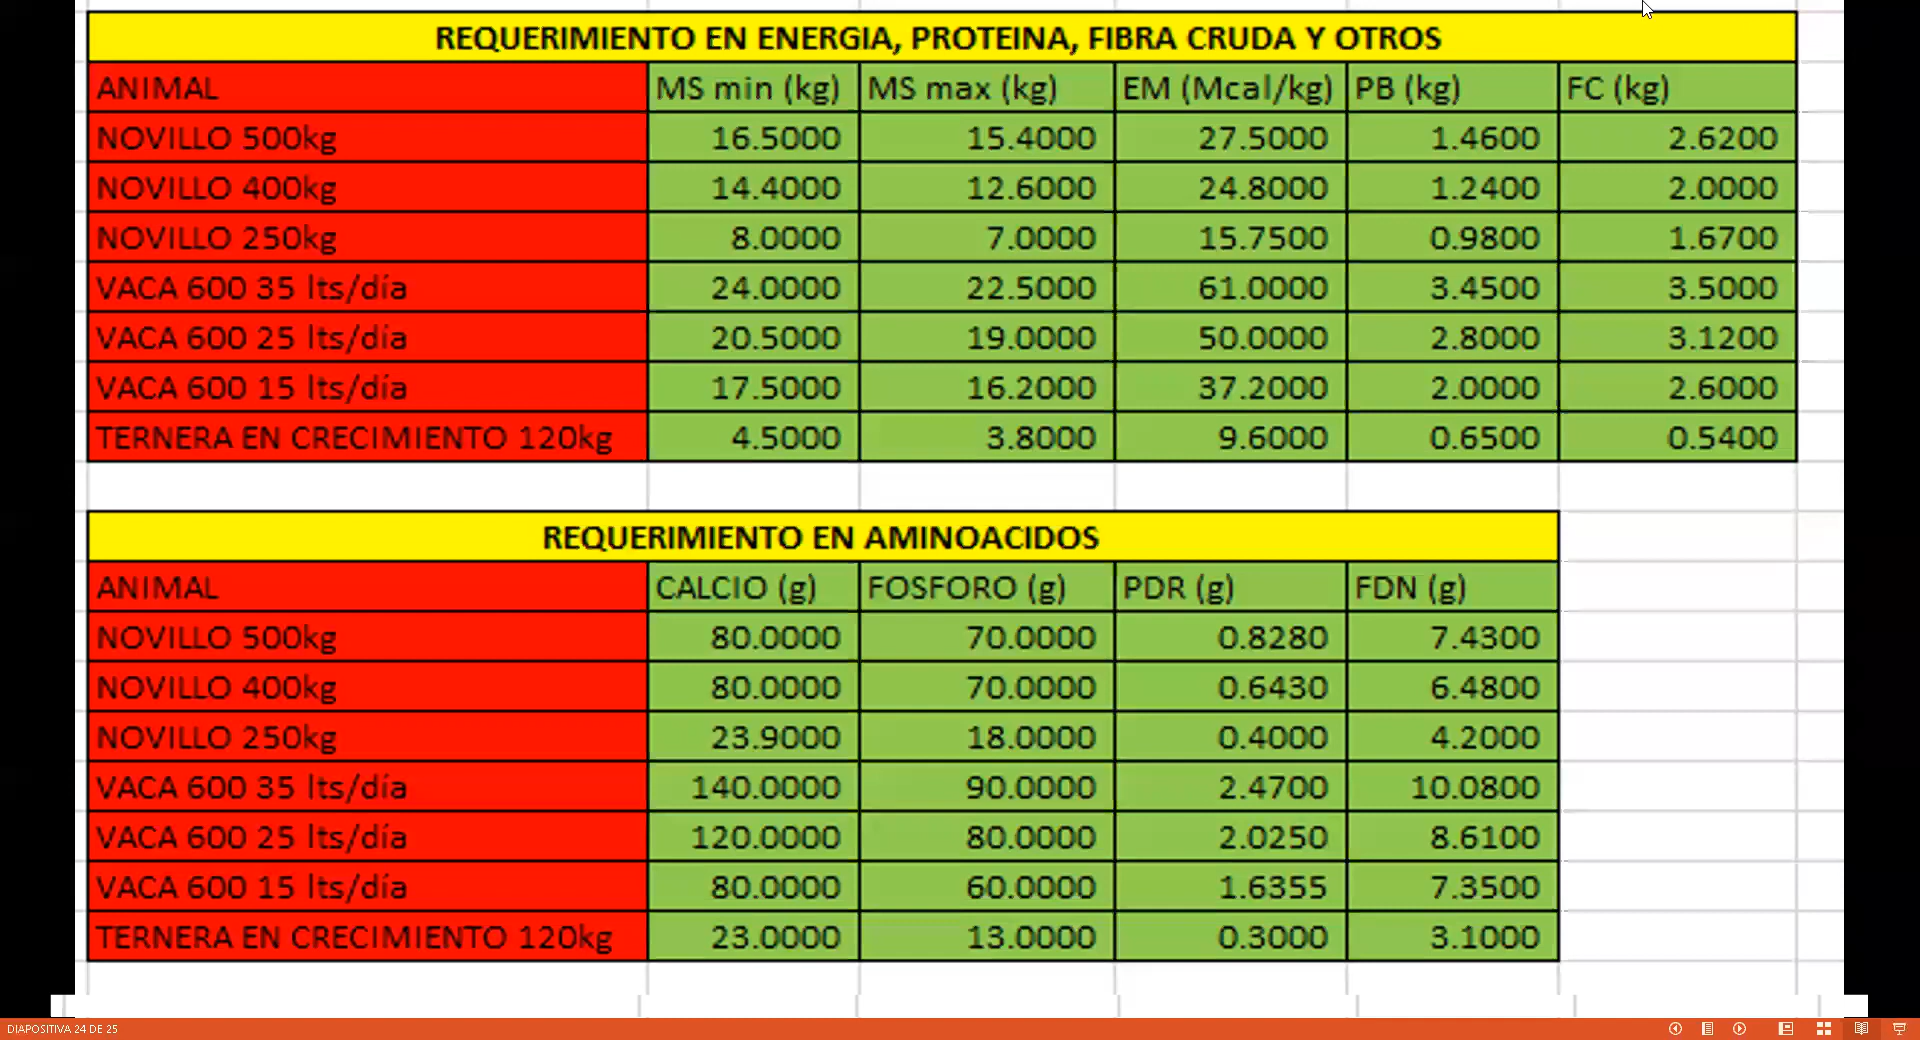 REQUERIMIENTO EN ENERGIA, PROTEINA, FIBRA CRUDA Y OTROS
ANIMAL MS min (kg) MS max (kg) EM (Mcal/kg) PB (kg) FC (kg)
NOVILLO 500kg 16.5000 15.4000 27.5000 1.4600 2.6200
NOVILLO 400kg 14.4000 12.6000 24.8000 1.2400 2.0000
NOVILLO 250kg 8.0000 7.0000 15.7500 0.9800 1.6700
VACA 600 35 lts/día 24.0000 22.5000 61.0000 3.4500 3.5000
VACA 600 25 lts/día 20.5000 19.0000 50.0000 2.8000 3.1200
VACA 600 15 lts/día 17.5000 16.2000 37.2000 2.0000 2.6000
TERNERA EN CRECIMIENTO 120kg 4.5000 3.8000 9.6000 0.6500 0.5400
REQUERIMIENTO EN AMINOACIDOS
ANIMAL CALCIO (g) FOSFORO (g) PDR (g) FDN (g)
NOVILLO 500kg 80.0000 70.0000 0.8280 7.4300
NOVILLO 400kg 80.0000 70.0000 0.6430 6.4800
NOVILLO 250kg 23.9000 18.0000 0.4000 4.2000
VACA 600 35 lts/día 140.0000 90.0000 2.4700 10.0800
VACA 600 25 lts/día 120.0000 80.0000 2.0250 8.6100
VACA 600 15 lts/día 80.0000 60.0000 1.6355 7.3500
TERNERA EN CRECIMIENTO 120kg 23.0000 13.0000 0.3000 3.1000
DIAPOSITIVA 24 DE 25